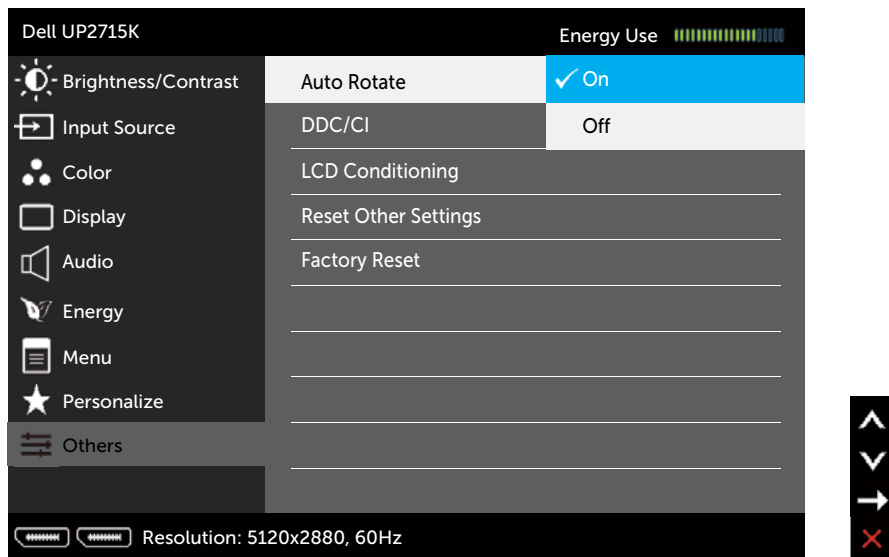 Dell UP2715K
Energy Use
Brightness/Contrast
Auto Rotate
On
Input Source
DDC/CI
Off
Color
LCD Conditioning
Display
Reset Other Settings
Audio
Factory Reset
Energy
Menu
Personalize
Others
Resolution: 5120x2880, 60Hz